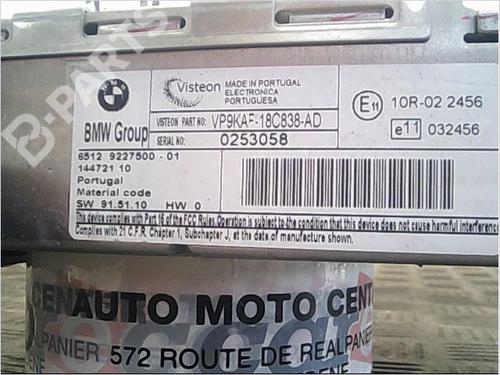 B-PARTS
BMW Group
Visteon
MADE IN PORTUGAL
ELECTRONICA
PORTUGUESA
VISTEON PART NO: VP9KAF-18C838-AD
SERIAL NO: 0253058
E11 10R-02 2456
e11 032456
6512 9227500-01
144721 10
Portugal
Material code
SW 91.51.10 HW 0
This device complies with Part 15 of the FCC Rules Operation is subject to the condition that this device does not cause harmful interference
Complies with 21 C.F.R. Chapter 1, Subchapter J, at the date of manufacture shown.
CENAUTO MOTO CENT
LPANIER 572 ROUTE DE REALPANIER